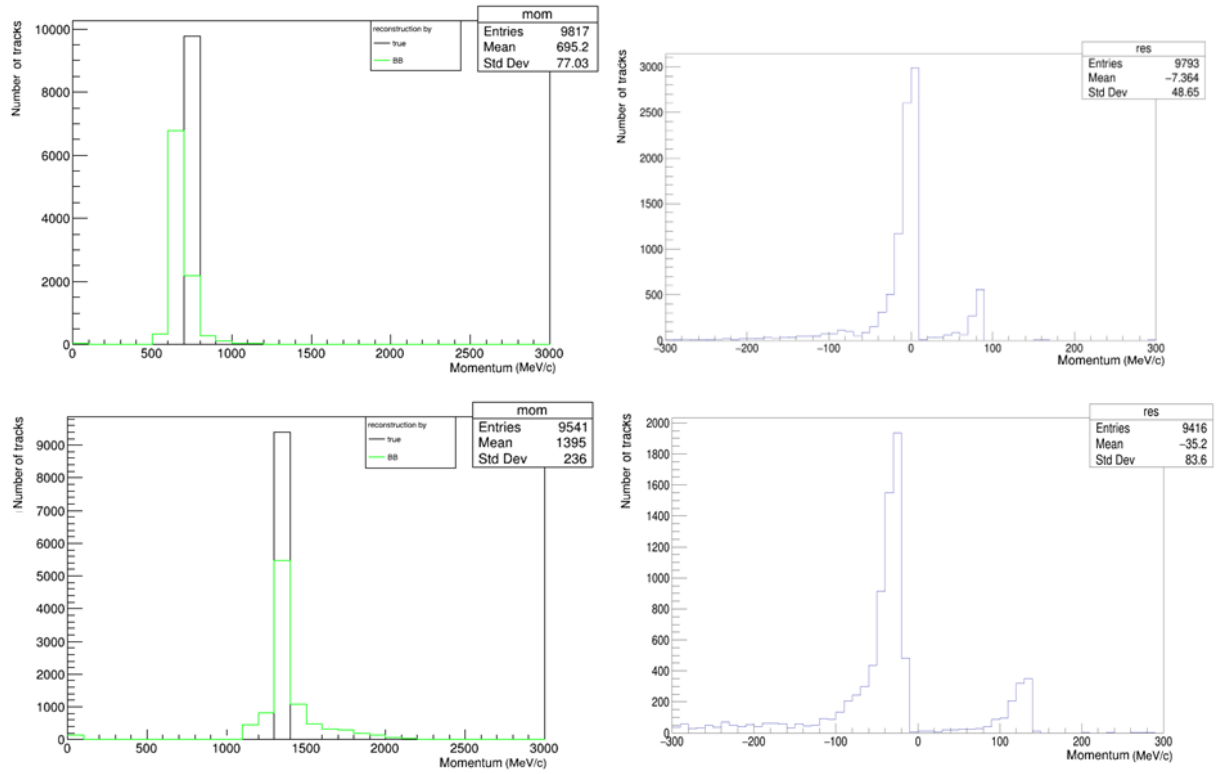 mom
Entries 9817
Mean 695.2
Std Dev 77.03
reconstruction by
true
BB
Number of tracks
10000
8000
6000
4000
2000
0
0 500 1000 1500 2000 2500 3000
Momentum (MeV/c)
res
Entries 9793
Mean −7.364
Std Dev 48.65
Number of tracks
3000
2500
2000
1500
1000
500
0
−300 −200 −100 0 100 200 300
Momentum (MeV/c)
mom
Entries 9541
Mean 1395
Std Dev 236
reconstruction by
true
BB
Number of tracks
9000
8000
7000
6000
5000
4000
3000
2000
1000
0
0 500 1000 1500 2000 2500 3000
Momentum (MeV/c)
res
Entries 9416
Mean −35.2
Std Dev 83.6
Number of tracks
2000
1800
1600
1400
1200
1000
800
600
400
200
0
−300 −200 −100 0 100 200 300
Momentum (MeV/c)